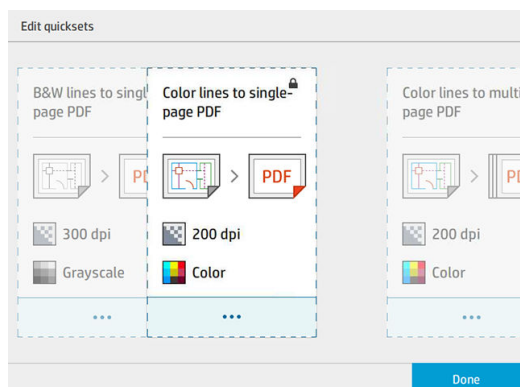 Edit quicksets
B&W lines to singl
page PDF
PD
300 dpi
Grayscale
...
Color lines to single-
page PDF
PDF
200 dpi
Color
...
Color lines to multi
page PDF
PD
200 dpi
Color
...
Done